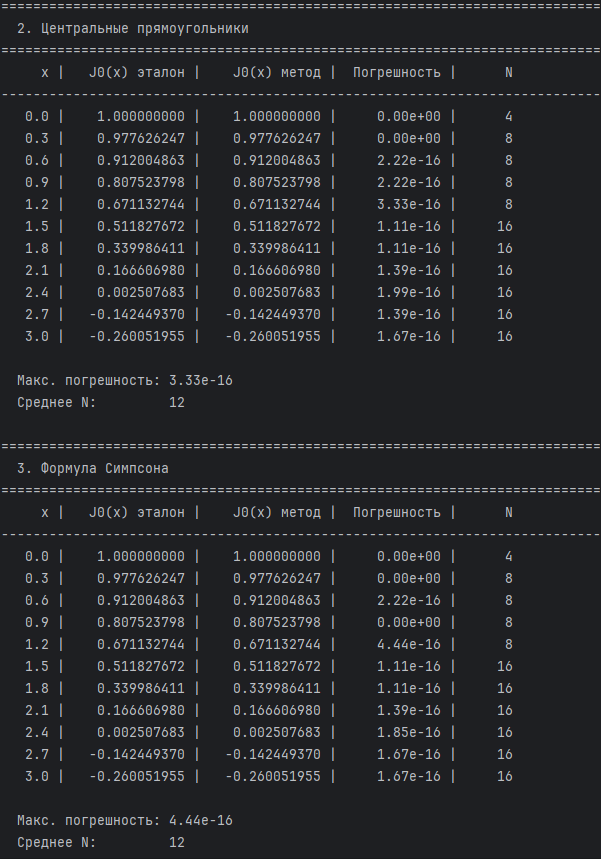 ===========================================================================
2. Центральные прямоугольники
===========================================================================
x | J0(x) эталон | J0(x) метод | Погрешность | N
---------------------------------------------------------------------------
0.0 | 1.000000000 | 1.000000000 | 0.00e+00 | 4
0.3 | 0.977626247 | 0.977626247 | 0.00e+00 | 8
0.6 | 0.912004863 | 0.912004863 | 2.22e-16 | 8
0.9 | 0.807523798 | 0.807523798 | 2.22e-16 | 8
1.2 | 0.671132744 | 0.671132744 | 3.33e-16 | 8
1.5 | 0.511827672 | 0.511827672 | 1.11e-16 | 16
1.8 | 0.339986411 | 0.339986411 | 1.11e-16 | 16
2.1 | 0.166606980 | 0.166606980 | 1.39e-16 | 16
2.4 | 0.002507683 | 0.002507683 | 1.99e-16 | 16
2.7 | -0.142449370 | -0.142449370 | 1.39e-16 | 16
3.0 | -0.260051955 | -0.260051955 | 1.67e-16 | 16
Макс. погрешность: 3.33e-16
Среднее N: 12
===========================================================================
3. Формула Симпсона
===========================================================================
x | J0(x) эталон | J0(x) метод | Погрешность | N
---------------------------------------------------------------------------
0.0 | 1.000000000 | 1.000000000 | 0.00e+00 | 4
0.3 | 0.977626247 | 0.977626247 | 0.00e+00 | 8
0.6 | 0.912004863 | 0.912004863 | 2.22e-16 | 8
0.9 | 0.807523798 | 0.807523798 | 0.00e+00 | 8
1.2 | 0.671132744 | 0.671132744 | 4.44e-16 | 8
1.5 | 0.511827672 | 0.511827672 | 1.11e-16 | 16
1.8 | 0.339986411 | 0.339986411 | 1.11e-16 | 16
2.1 | 0.166606980 | 0.166606980 | 1.39e-16 | 16
2.4 | 0.002507683 | 0.002507683 | 1.85e-16 | 16
2.7 | -0.142449370 | -0.142449370 | 1.67e-16 | 16
3.0 | -0.260051955 | -0.260051955 | 1.67e-16 | 16
Макс. погрешность: 4.44e-16
Среднее N: 12